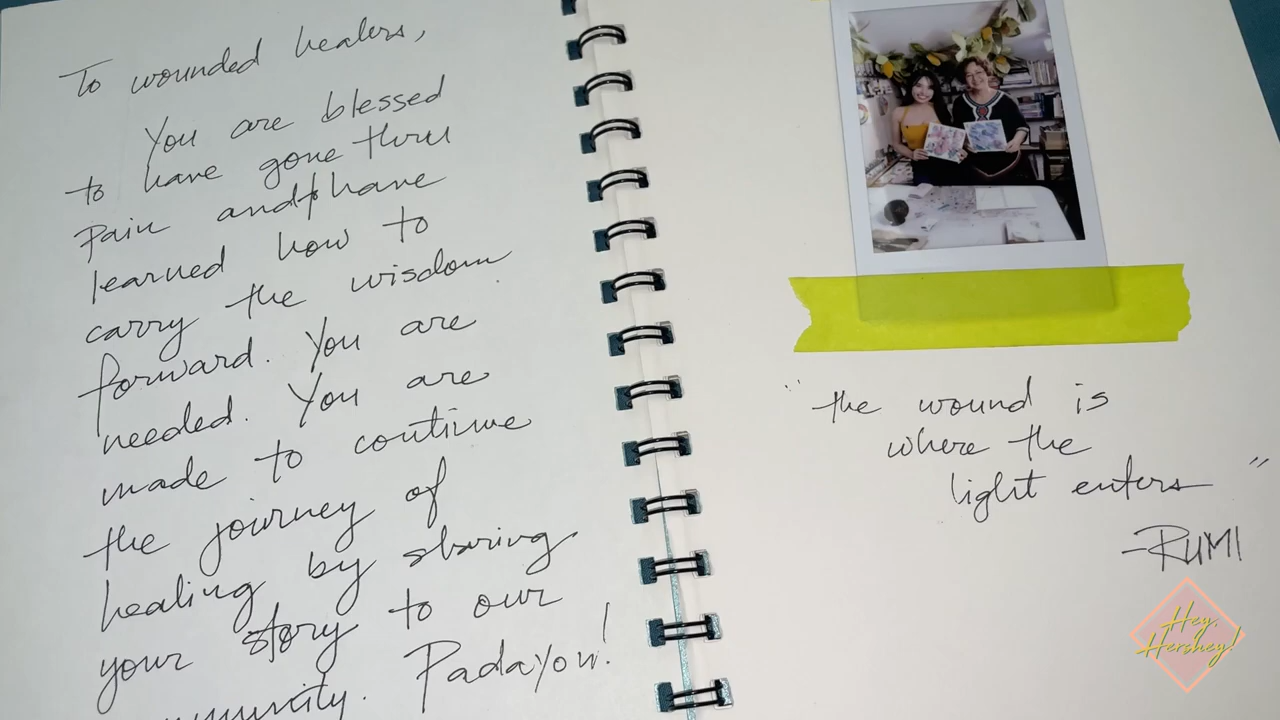 To wounded healers,
You are blessed
to have gone thru
pain and have
learned how to
carry the wisdom
forward. You are
needed. You are
made to continue
the journey of
healing by sharing
your story to our
Padayon!
"the wound is
where the
light enters"
-RUMI
Hey,
Hershey!